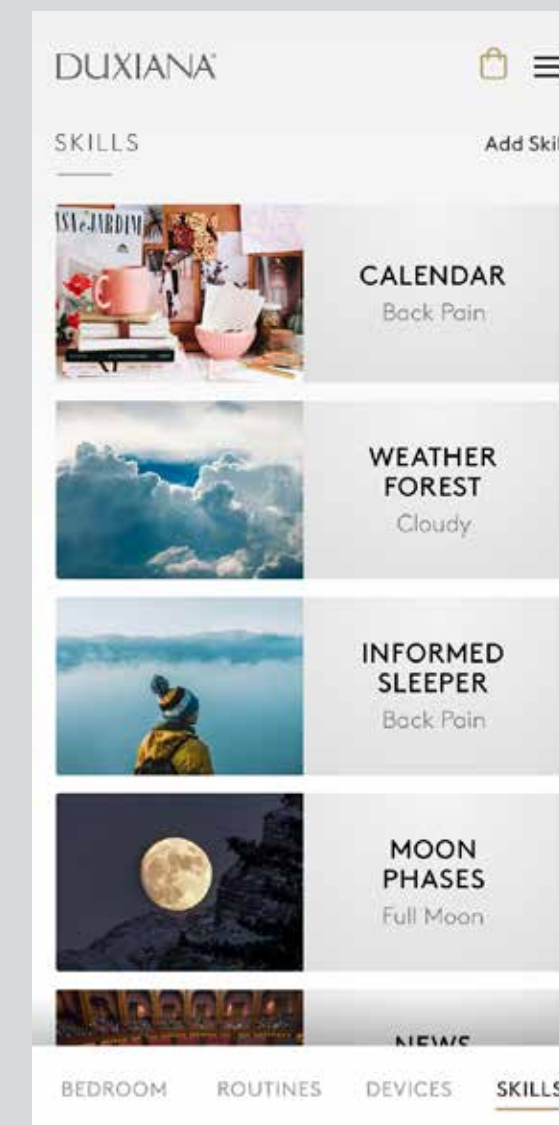 DUXIANA
SKILLS
Add Skil
CALENDAR
Back Pain
WEATHER
FOREST
Cloudy
INFORMED
SLEEPER
Back Pain
MOON
PHASES
Full Moon
NEWS
BEDROOM ROUTINES DEVICES SKILLS